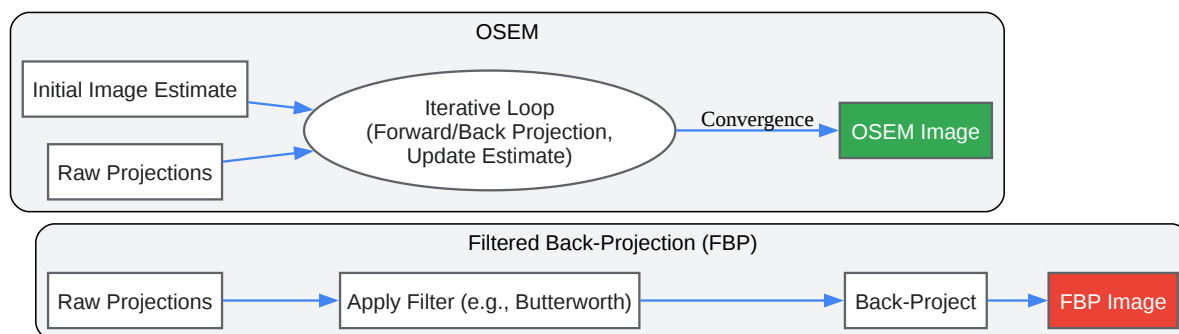 OSEM
Initial Image Estimate
Raw Projections
Iterative Loop
(Forward/Back Projection,
Update Estimate)
Convergence
OSEM Image
Filtered Back-Projection (FBP)
Raw Projections
Apply Filter (e.g., Butterworth)
Back-Project
FBP Image